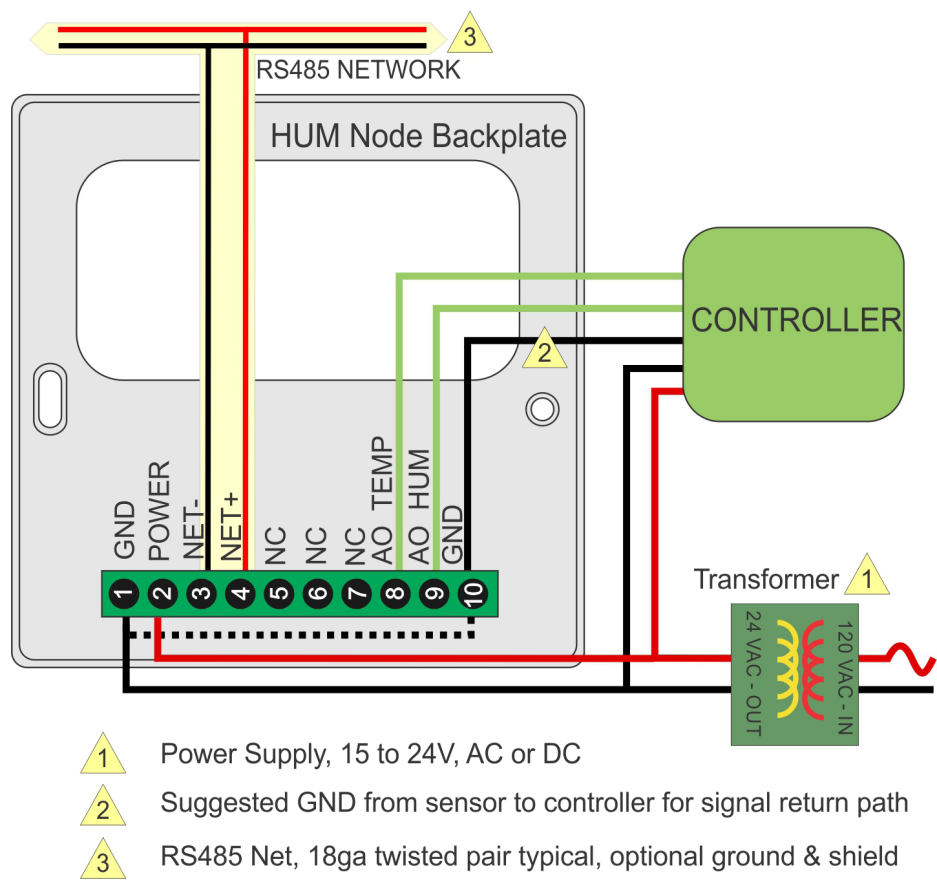 3
RS485 NETWORK
HUM Node Backplate
CONTROLLER
2
GND
POWER
NET-
NET+
NC
NC
NC
AO TEMP
AO HUM
GND
1 2 3 4 5 6 7 8 9 10
Transformer 1
24 VAC - OUT
120 VAC - IN
1 Power Supply, 15 to 24V, AC or DC
2 Suggested GND from sensor to controller for signal return path
3 RS485 Net, 18ga twisted pair typical, optional ground & shield